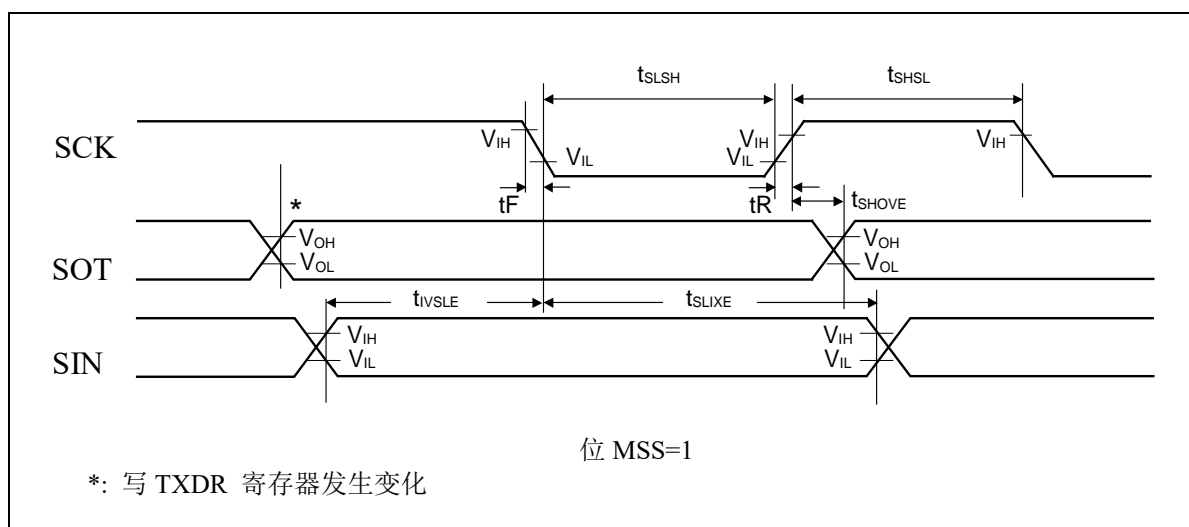 tSLSH
tSHSL
SCK
VIH
VIL
VIH
VIL
VIH
tF
tR
tSHOVE
*
SOT
VOH
VOL
VOH
VOL
tIVSLE
tSLIXE
SIN
VIH
VIL
VIH
VIL
位 MSS=1
*: 写 TXDR 寄存器发生变化